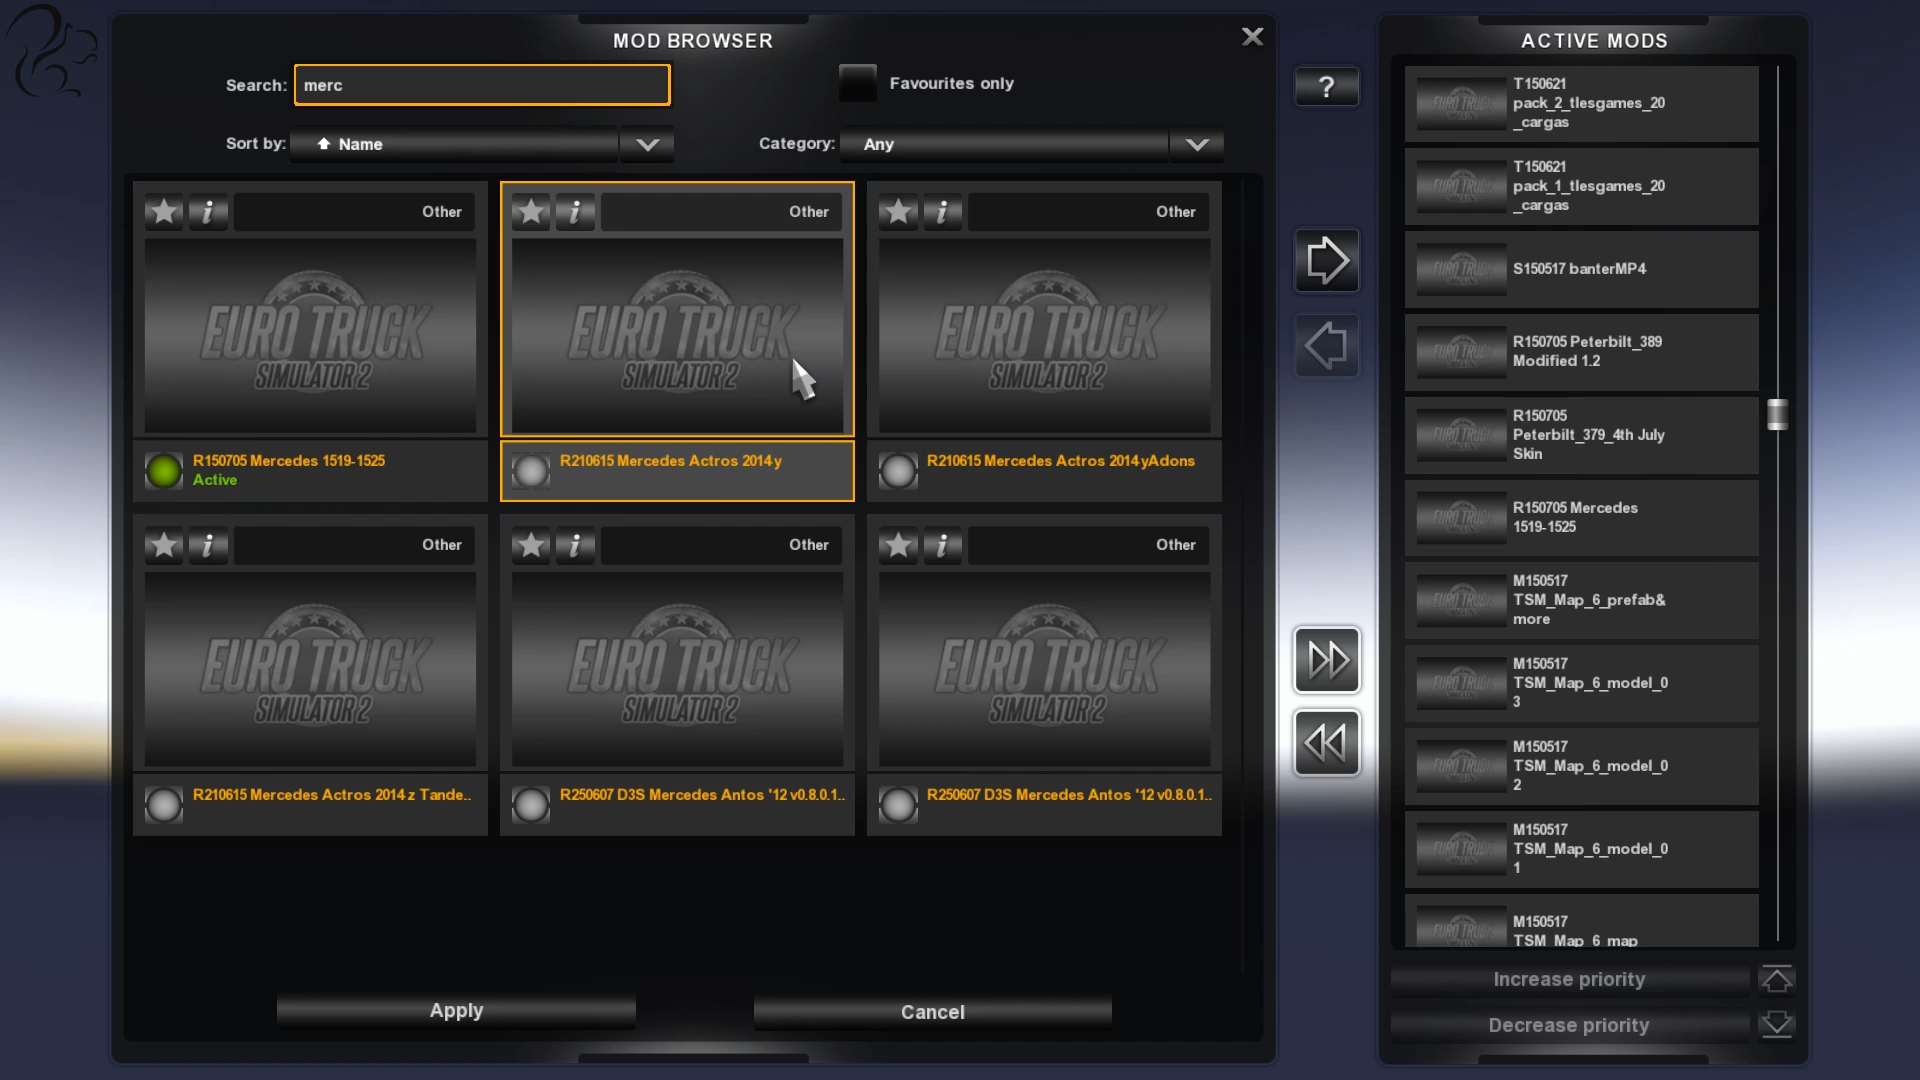 MOD BROWSER
Search: merc
Favourites only
Sort by: Name
Category: Any
Other
Other
Other
EURO TRUCK
SIMULATOR 2
EURO TRUCK
SIMULATOR 2
EURO TRUCK
SIMULATOR 2
R150705 Mercedes 1519-1525
Active
R210615 Mercedes Actros 2014 y
R210615 Mercedes Actros 2014 yAdons
Other
Other
Other
EURO TRUCK
SIMULATOR 2
EURO TRUCK
SIMULATOR 2
EURO TRUCK
SIMULATOR 2
R210615 Mercedes Actros 2014 z Tande..
R250607 D3S Mercedes Antos '12 v0.8.0.1..
R250607 D3S Mercedes Antos '12 v0.8.0.1..
Apply
Cancel
?
ACTIVE MODS
T150621
pack_2_tlesgames_20
_cargas
T150621
pack_1_tlesgames_20
_cargas
S150517 banterMP4
R150705 Peterbilt_389
Modified 1.2
R150705
Peterbilt_379_4th July
Skin
R150705 Mercedes
1519-1525
M150517
TSM_Map_6_prefab&
more
M150517
TSM_Map_6_model_0
3
M150517
TSM_Map_6_model_0
2
M150517
TSM_Map_6_model_0
1
M150517
TSM_Map_6_map
Increase priority
Decrease priority